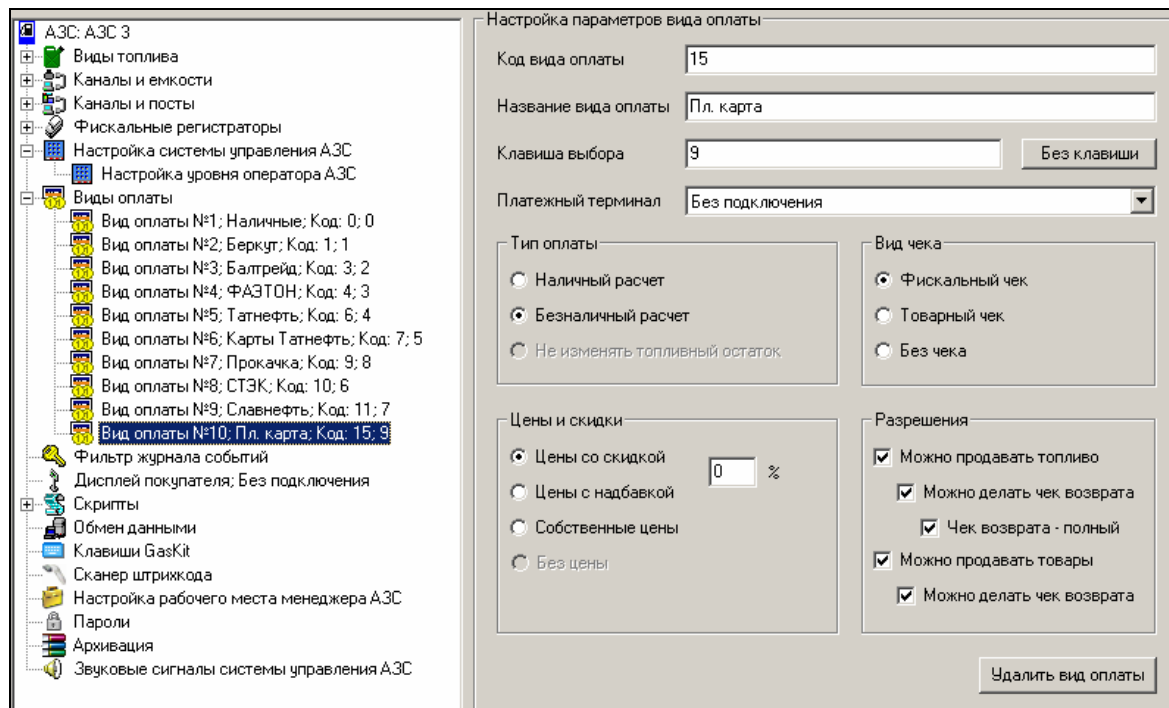 АЗС: АЗС 3
Виды топлива
Каналы и емкости
Каналы и посты
Фискальные регистраторы
Настройка системы управления АЗС
Настройка уровня оператора АЗС
Виды оплаты
Вид оплаты №1; Наличные; Код: 0; 0
Вид оплаты №2; Беркут; Код: 1; 1
Вид оплаты №3; Балтрейд; Код: 3; 2
Вид оплаты №4; ФАЭТОН; Код: 4; 3
Вид оплаты №5; Татнефть; Код: 6; 4
Вид оплаты №6; Карты Татнефть; Код: 7; 5
Вид оплаты №7; Прокачка; Код: 9; 8
Вид оплаты №8; СТЭК; Код: 10; 6
Вид оплаты №9; Славнефть; Код: 11; 7
Вид оплаты №10; Пл. карта; Код: 15; 9
Фильтр журнала событий
Дисплей покупателя; Без подключения
Скрипты
Обмен данными
Клавиши GasKit
Сканер штрихкода
Настройка рабочего места менеджера АЗС
Пароли
Архивация
Звуковые сигналы системы управления АЗС
Настройка параметров вида оплаты
Код вида оплаты 15
Название вида оплаты Пл. карта
Клавиша выбора 9 Без клавиши
Платежный терминал Без подключения
Тип оплаты
Наличный расчет
Безналичный расчет
Не изменять топливный остаток
Вид чека
Фискальный чек
Товарный чек
Без чека
Цены и скидки
Цены со скидкой 0 %
Цены с надбавкой
Собственные цены
Без цены
Разрешения
Можно продавать топливо
Можно делать чек возврата
Чек возврата - полный
Можно продавать товары
Можно делать чек возврата
Удалить вид оплаты